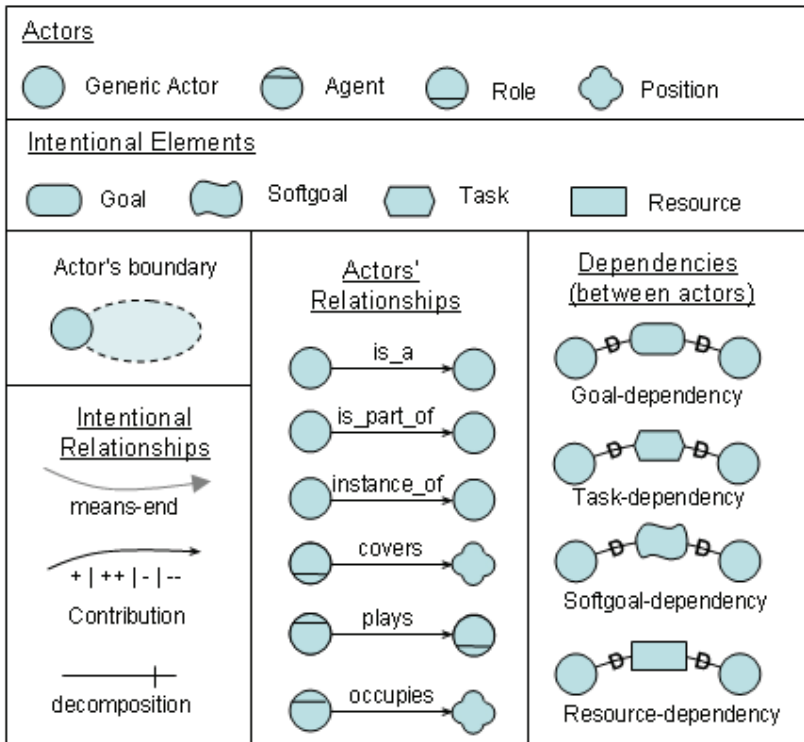 Actors
Generic Actor Agent Role Position
Intentional Elements
Goal Softgoal Task Resource
Actor's boundary
Intentional
Relationships
means-end
+ | ++ | - | --
Contribution
decomposition
Actors'
Relationships
is_a
is_part_of
instance_of
covers
plays
occupies
Dependencies
(between actors)
D D
Goal-dependency
D D
Task-dependency
D D
Softgoal-dependency
D D
Resource-dependency